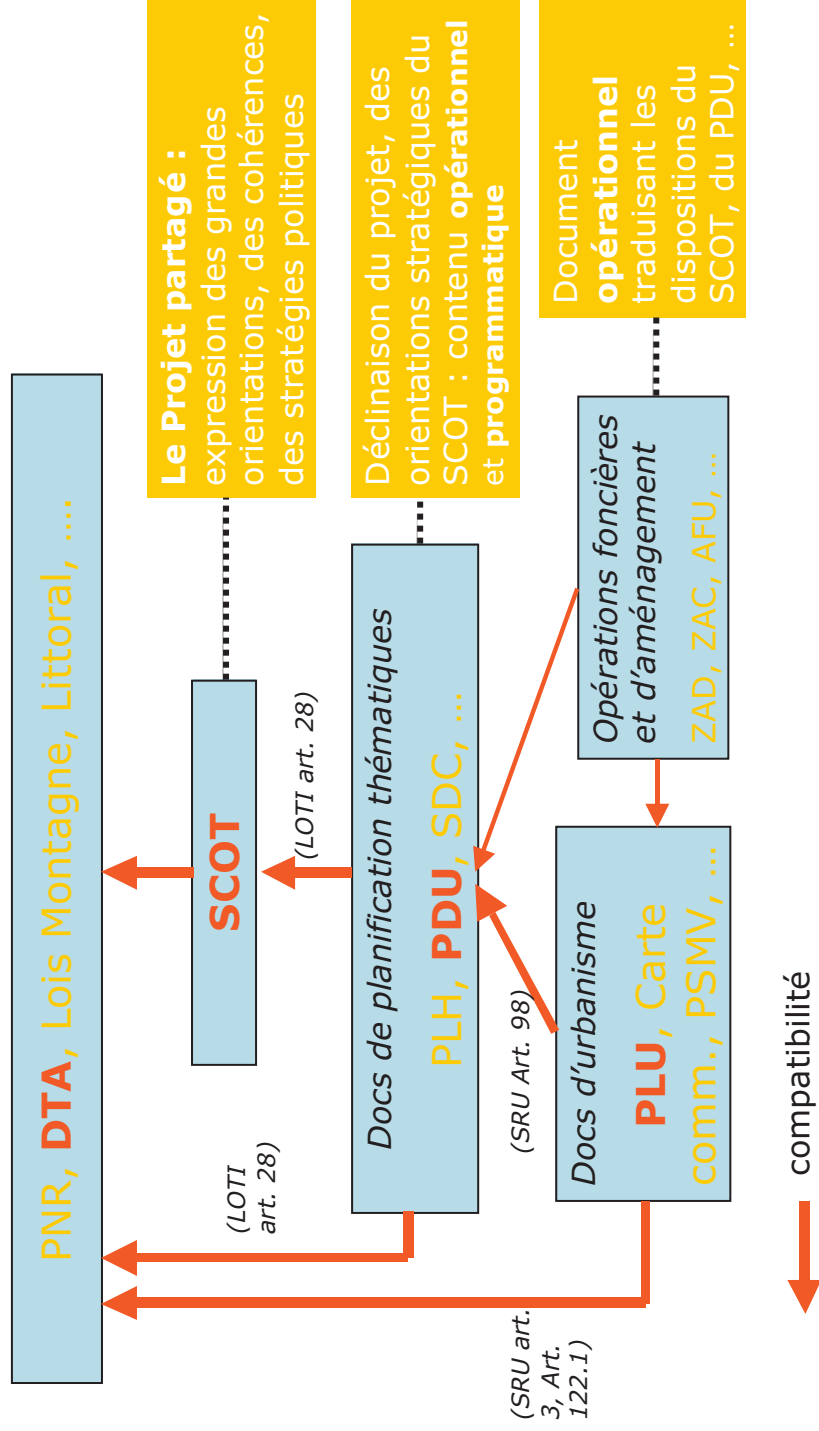 PNR, DTA, Lois Montagne, Littoral, ….
SCOT
Le Projet partagé :
expression des grandes
orientations, des cohérences,
des stratégies politiques
(LOTI
art. 28)
(LOTI art. 28)
Docs de planification thématiques
PLH, PDU, SDC, …
Déclinaison du projet, des
orientations stratégiques du
SCOT : contenu opérationnel
et programmatique
(SRU art.
3, Art.
122.1)
(SRU Art. 98)
Docs d’urbanisme
PLU, Carte
comm., PSMV, …
Opérations foncières
et d’aménagement
ZAD, ZAC, AFU, …
Document
opérationnel
traduisant les
dispositions du
SCOT, du PDU, …
compatibilité